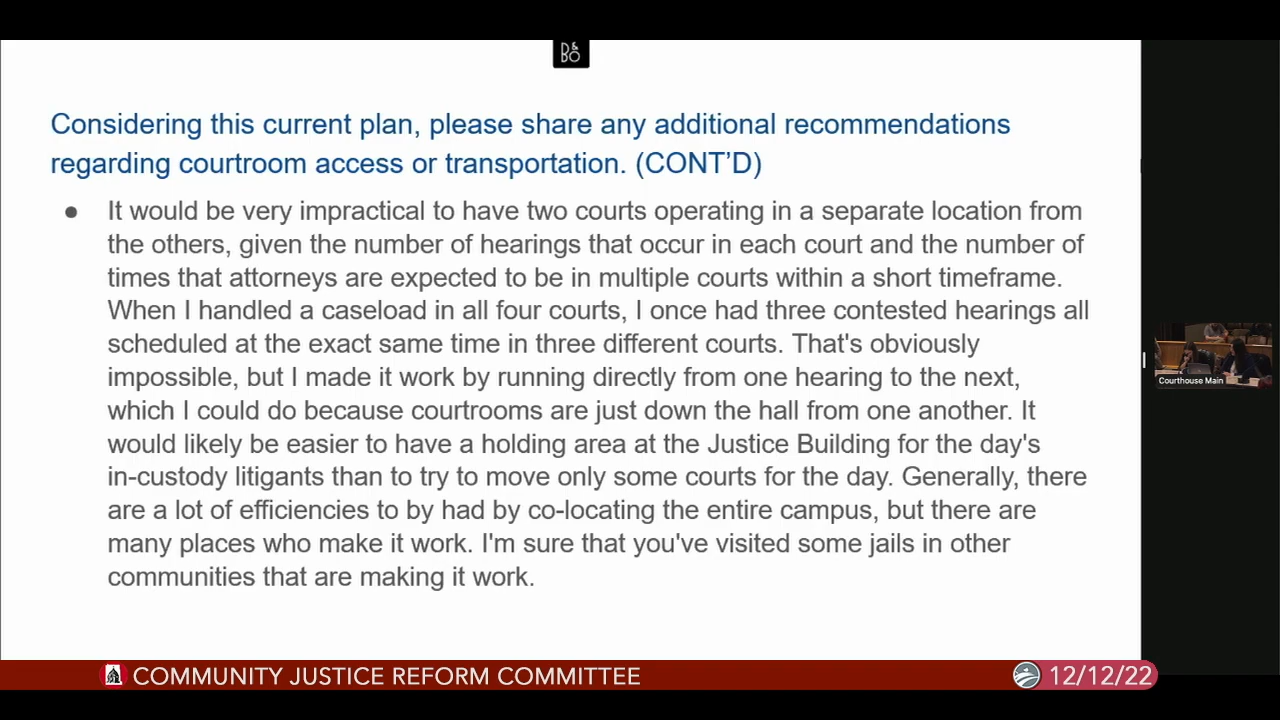 D&
BO
Considering this current plan, please share any additional recommendations
regarding courtroom access or transportation. (CONT’D)
● It would be very impractical to have two courts operating in a separate location from
the others, given the number of hearings that occur in each court and the number of
times that attorneys are expected to be in multiple courts within a short timeframe.
When I handled a caseload in all four courts, I once had three contested hearings all
scheduled at the exact same time in three different courts. That's obviously
impossible, but I made it work by running directly from one hearing to the next,
which I could do because courtrooms are just down the hall from one another. It
would likely be easier to have a holding area at the Justice Building for the day's
in-custody litigants than to try to move only some courts for the day. Generally, there
are a lot of efficiencies to by had by co-locating the entire campus, but there are
many places who make it work. I'm sure that you've visited some jails in other
communities that are making it work.
Courthouse Main
COMMUNITY JUSTICE REFORM COMMITTEE
12/12/22